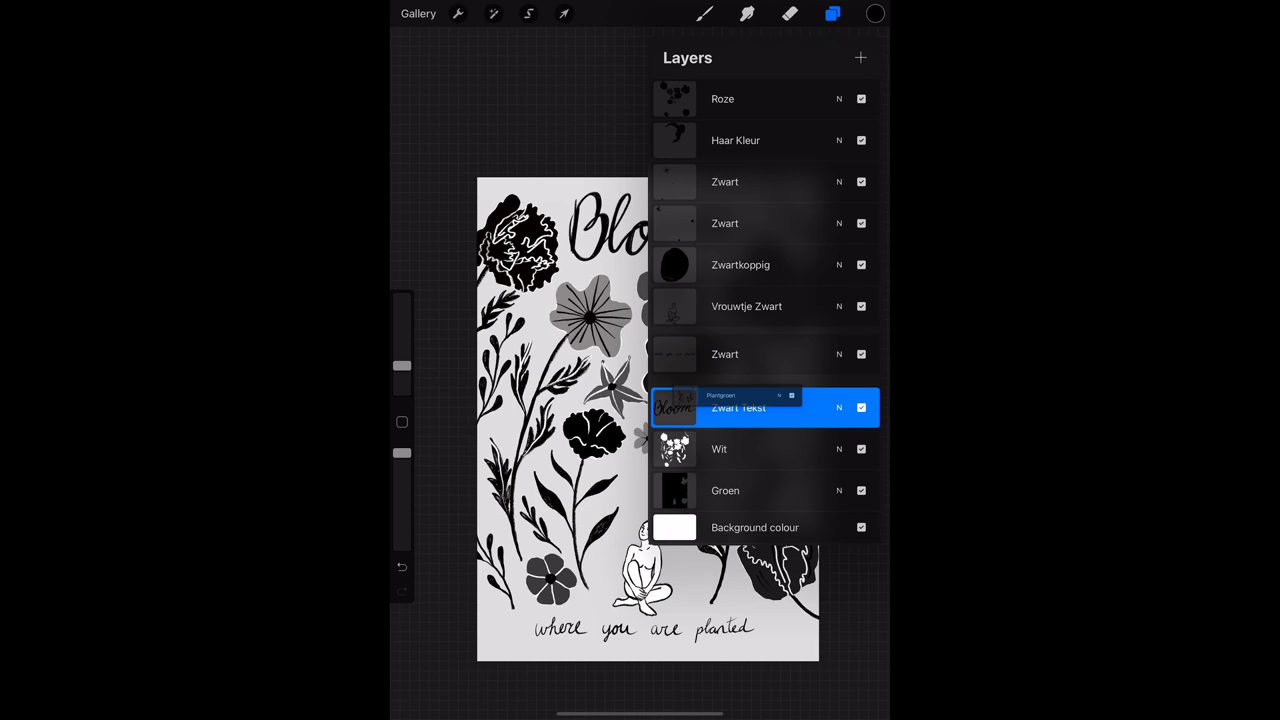 Gallery
Layers
Roze N
Haar Kleur N
Zwart N
Zwart N
Zwartkoppig N
Vrouwtje Zwart N
Zwart N
Plantgroen N
Zwart Tekst N
Bloom
Wit N
Groen N
Background colour
Blo
where you are planted